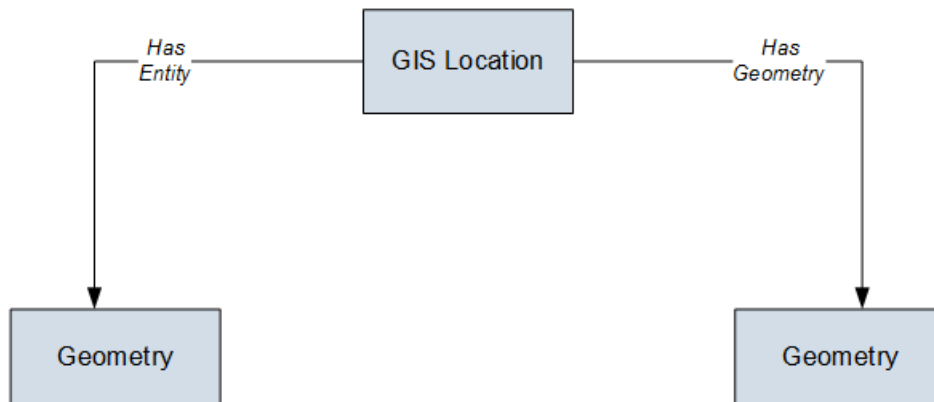 Has
Entity
GIS Location
Has
Geometry
Geometry
Geometry